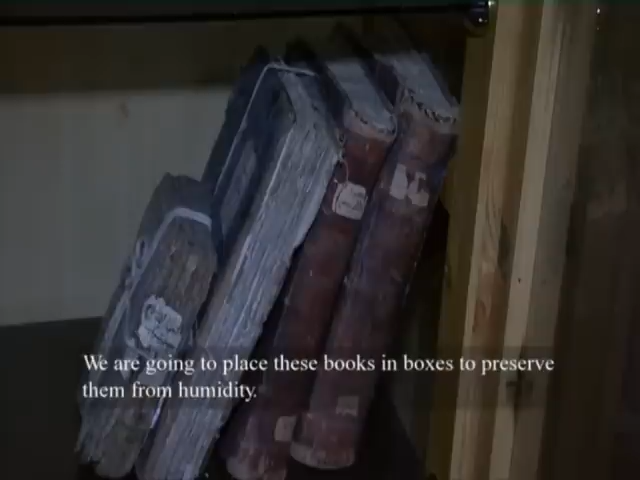 We are going to place these books in boxes to preserve
them from humidity.